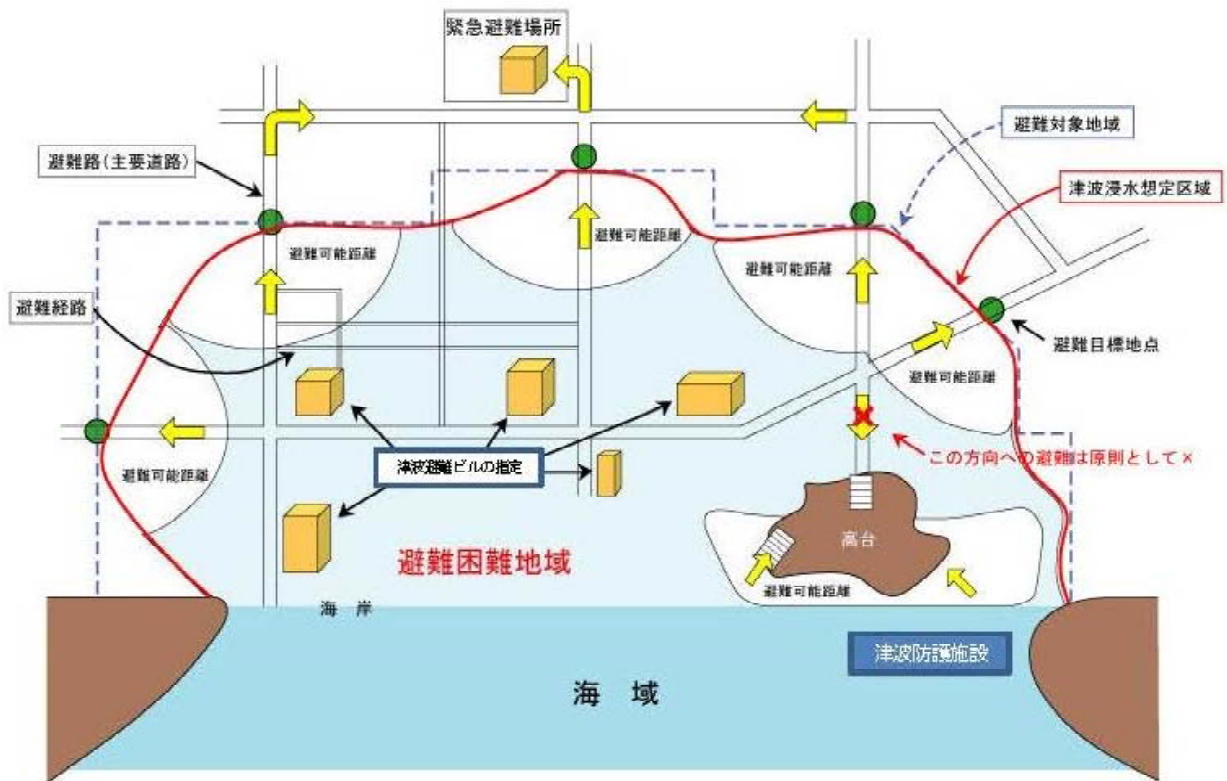 緊急避難場所
避難対象地域
避難路(主要道路)
津波浸水想定区域
避難可能距離
避難可能距離
避難可能距離
避難経路
避難目標地点
避難可能距離
津波避難ビルの指定
この方向への避難は原則として×
避難可能距離
高台
避難困難地域
避難可能距離
海 岸
津波防護施設
海 域